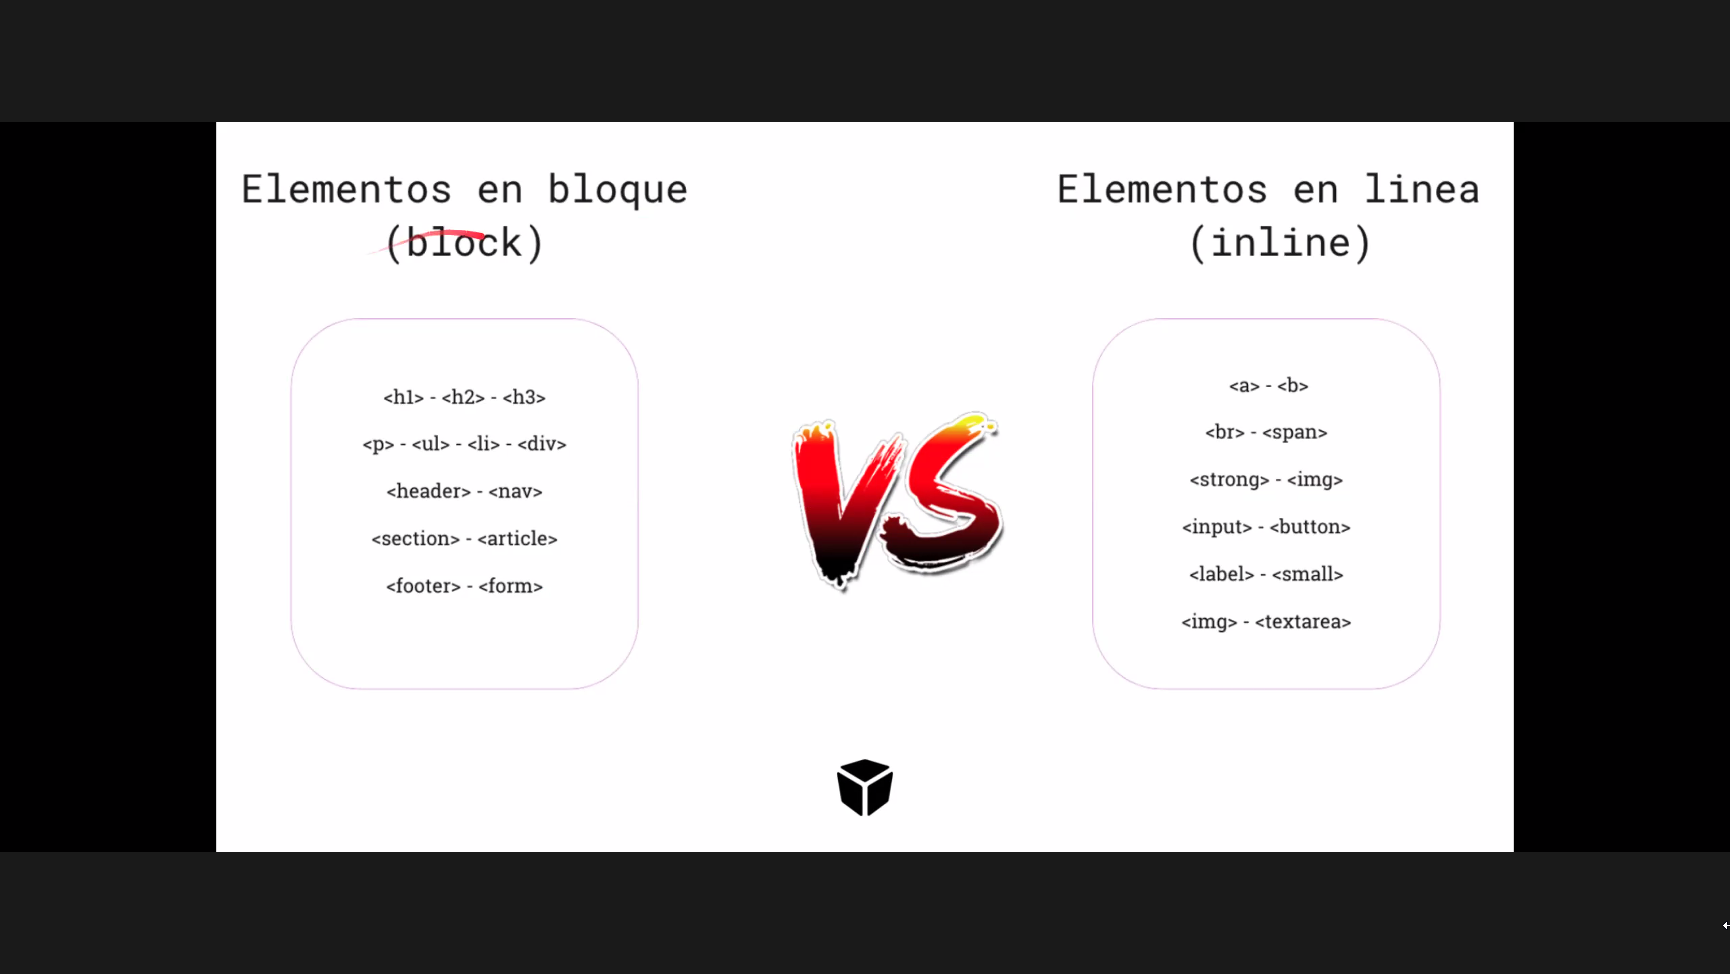 Elementos en bloque
(block)
<h1> - <h2> - <h3>
<p> - <ul> - <li> - <div>
<header> - <nav>
<section> - <article>
<footer> - <form>
VS
Elementos en linea
(inline)
<a> - <b>
<br> - <span>
<strong> - <img>
<input> - <button>
<label> - <small>
<img> - <textarea>